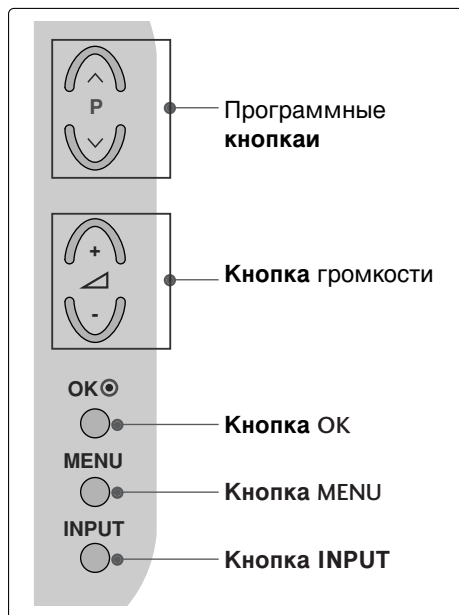 P
Программные
кнопкаи
+
Кнопка громкости
-
OK
Кнопка OK
MENU
Кнопка MENU
INPUT
Кнопка INPUT